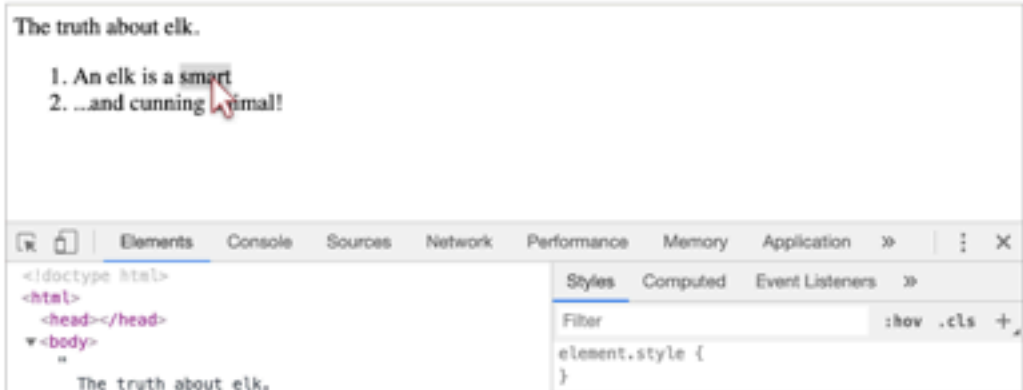 The truth about elk.
1. An elk is a smart
2. ...and cunning animal!
Elements Console Sources Network Performance Memory Application »
<!doctype html>
<html>
<head></head>
▼<body>
"
The truth about elk.
Styles Computed Event Listeners »
Filter :hov .cls +
element.style {
}